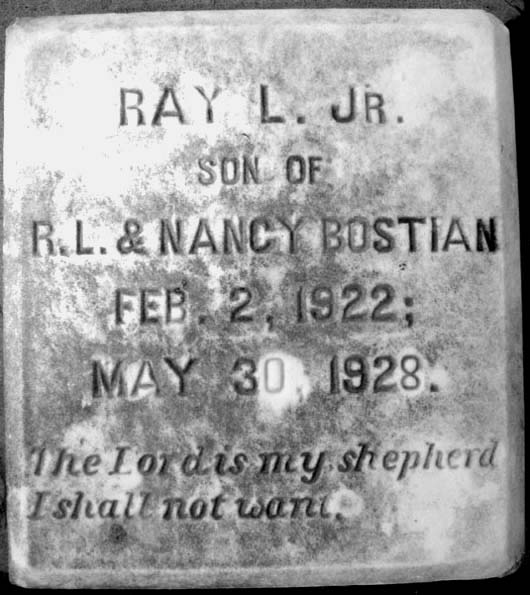 RAY L. JR.
SON OF
R.L. & NANCY BOSTIAN
FEB. 2, 1922;
MAY 30, 1928.
The Lord is my shepherd
I shall not want.